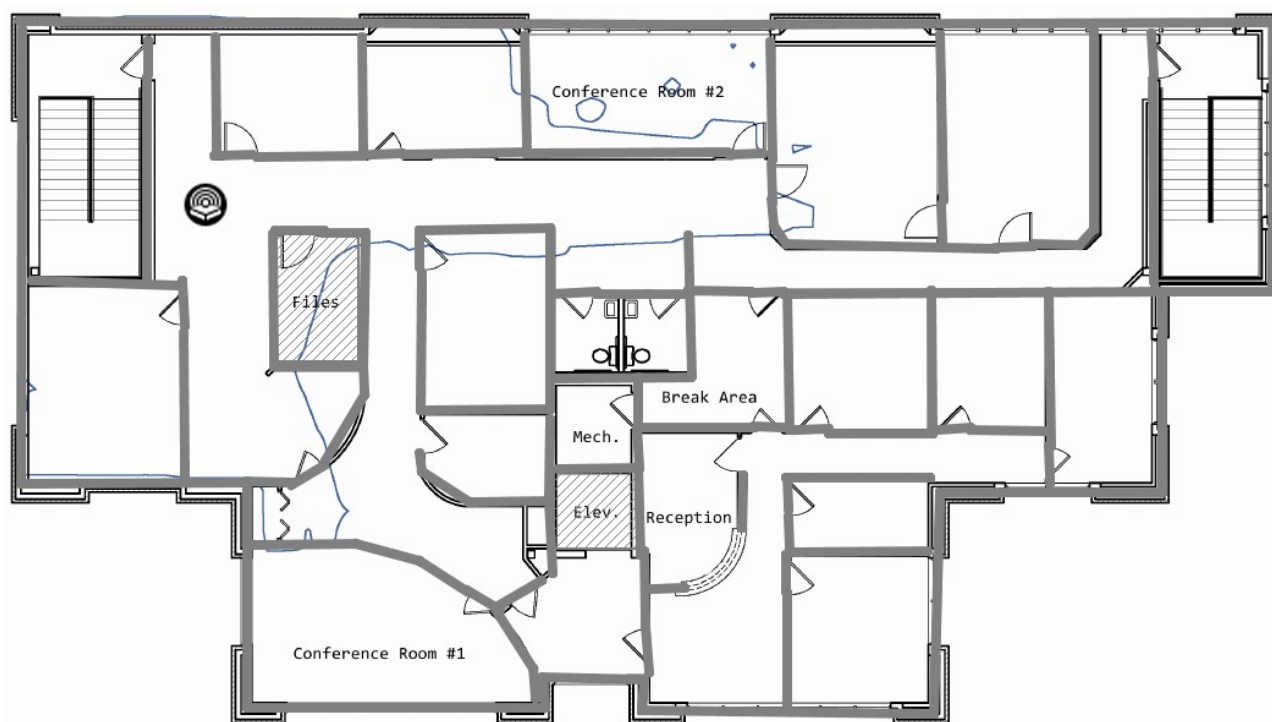 Conference Room #2
Files
Break Area
Mech.
Elev.
Reception
Conference Room #1